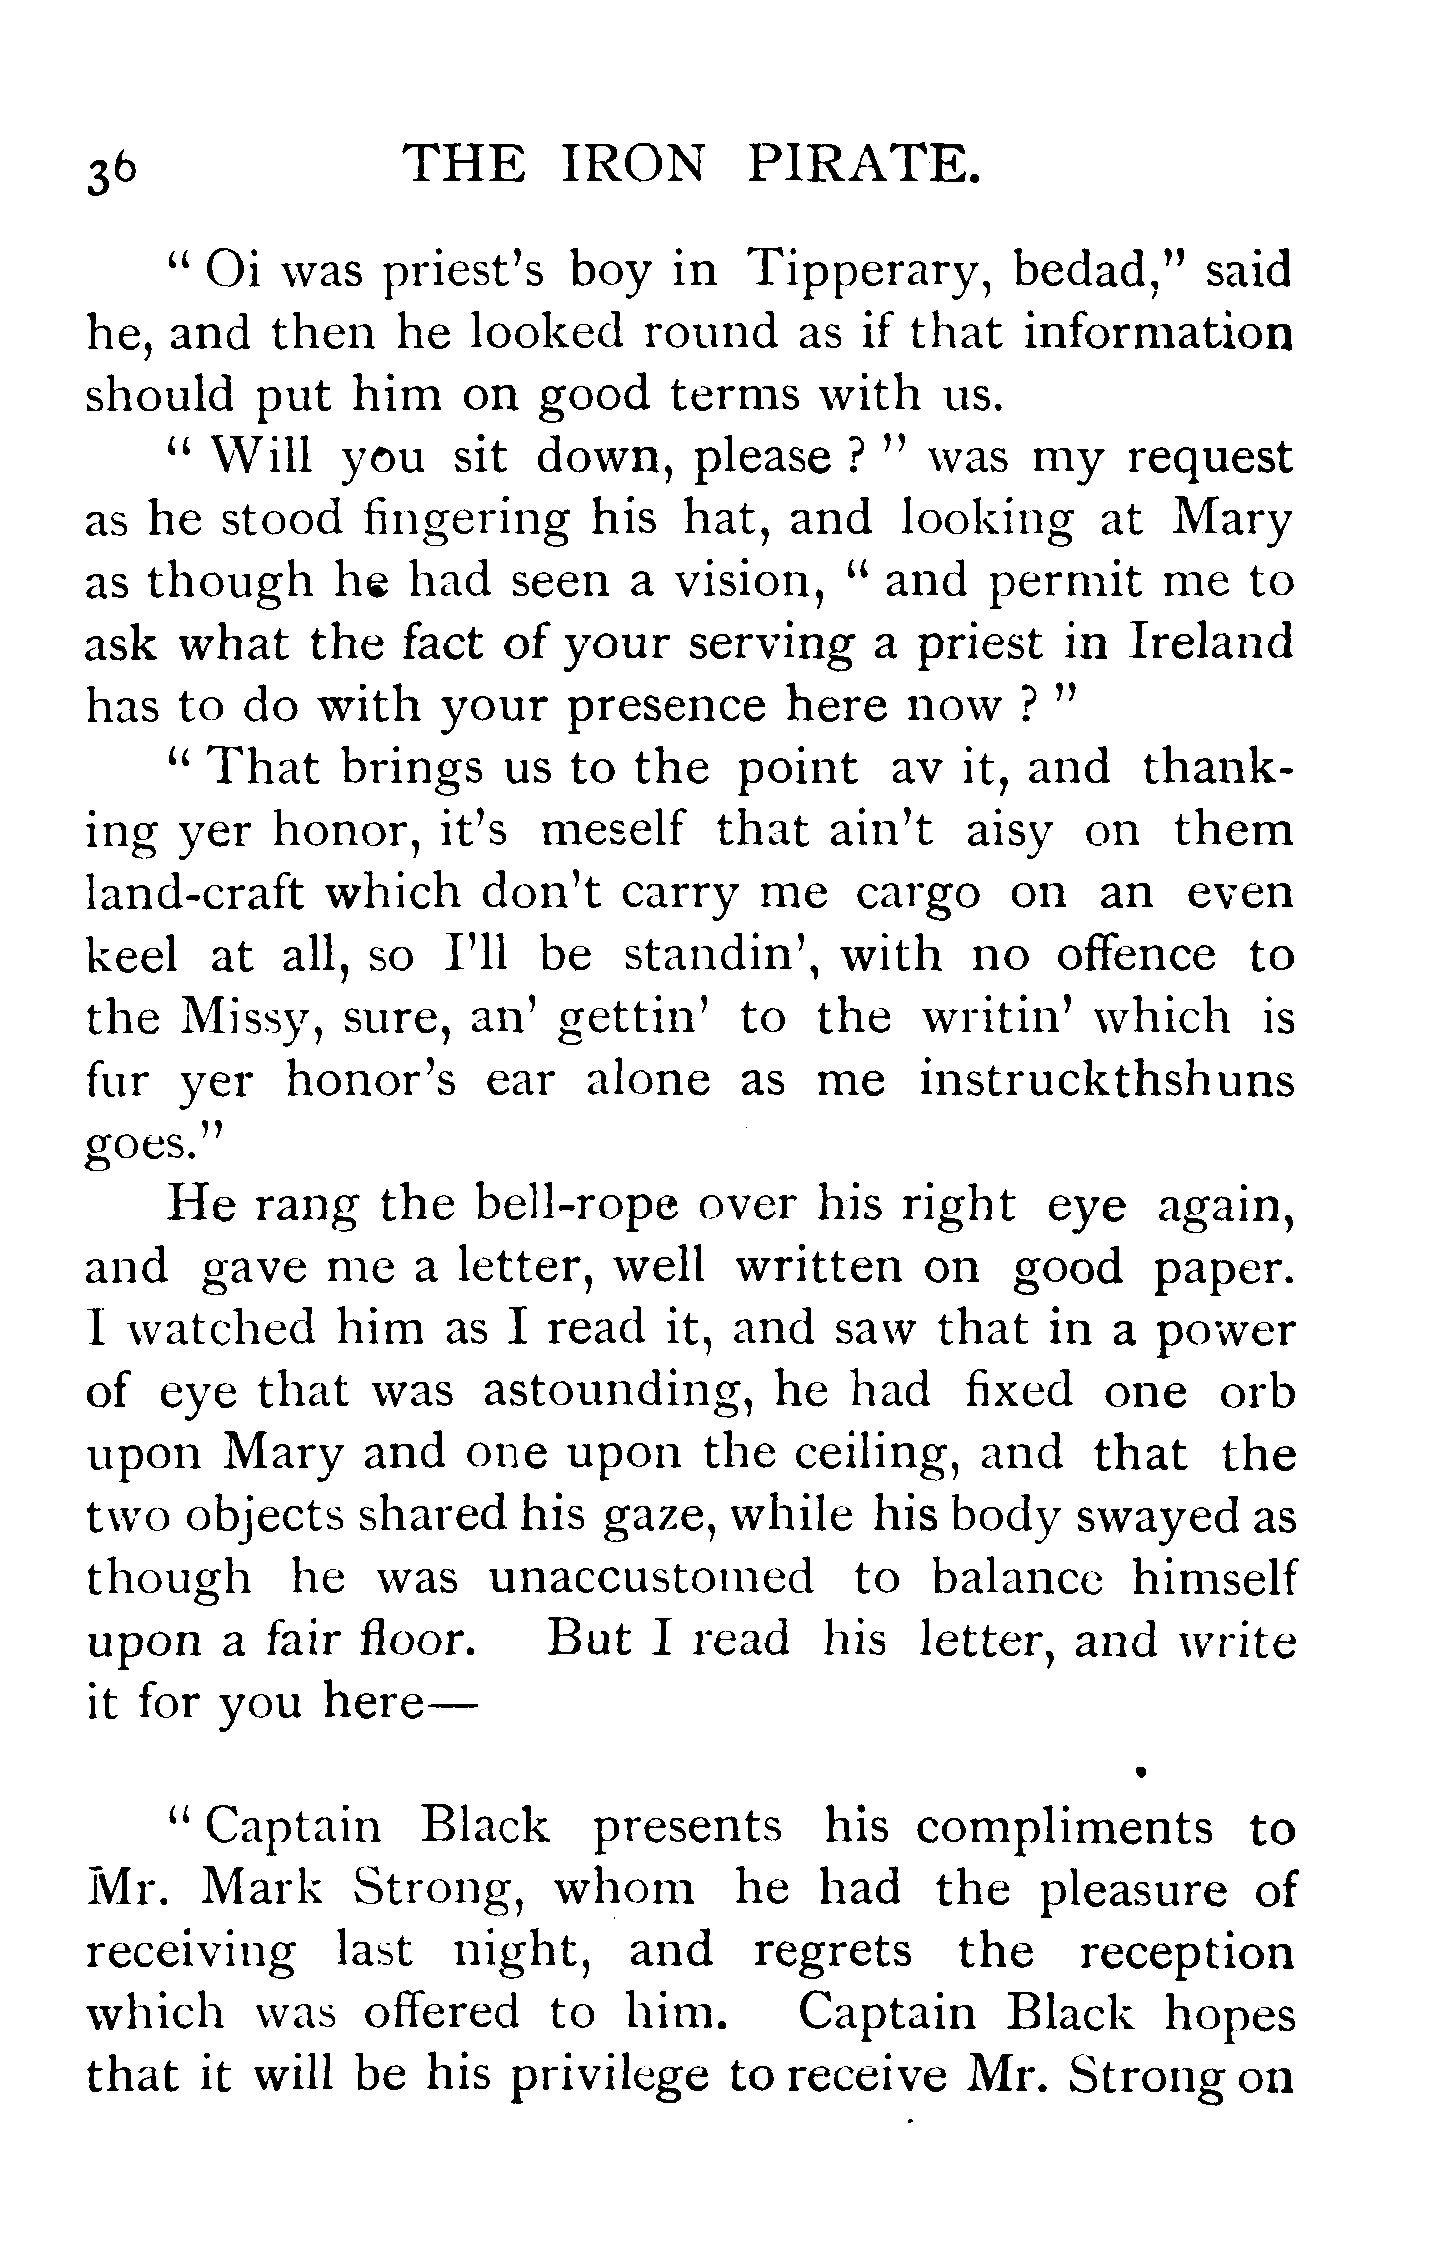 36 THE IRON PIRATE.
“ Oi was priest’s boy in Tipperary, bedad,” said
he, and then he looked round as if that information
should put him on good terms with us.
“ Will you sit down, please ? ” was my request
as he stood fingering his hat, and looking at Mary
as though he had seen a vision, “ and permit me to
ask what the fact of your serving a priest in Ireland
has to do with your presence here now ? ”
“ That brings us to the point av it, and thank-
ing yer honor, it’s meself that ain’t aisy on them
land-craft which don’t carry me cargo on an even
keel at all, so I’ll be standin’, with no offence to
the Missy, sure, an’ gettin’ to the writin’ which is
fur yer honor’s ear alone as me instruckthshuns
goes.”
He rang the bell-rope over his right eye again,
and gave me a letter, well written on good paper.
I watched him as I read it, and saw that in a power
of eye that was astounding, he had fixed one orb
upon Mary and one upon the ceiling, and that the
two objects shared his gaze, while his body swayed as
though he was unaccustomed to balance himself
upon a fair floor. But I read his letter, and write
it for you here—
“ Captain Black presents his compliments to
Mr. Mark Strong, whom he had the pleasure of
receiving last night, and regrets the reception
which was offered to him. Captain Black hopes
that it will be his privilege to receive Mr. Strong on